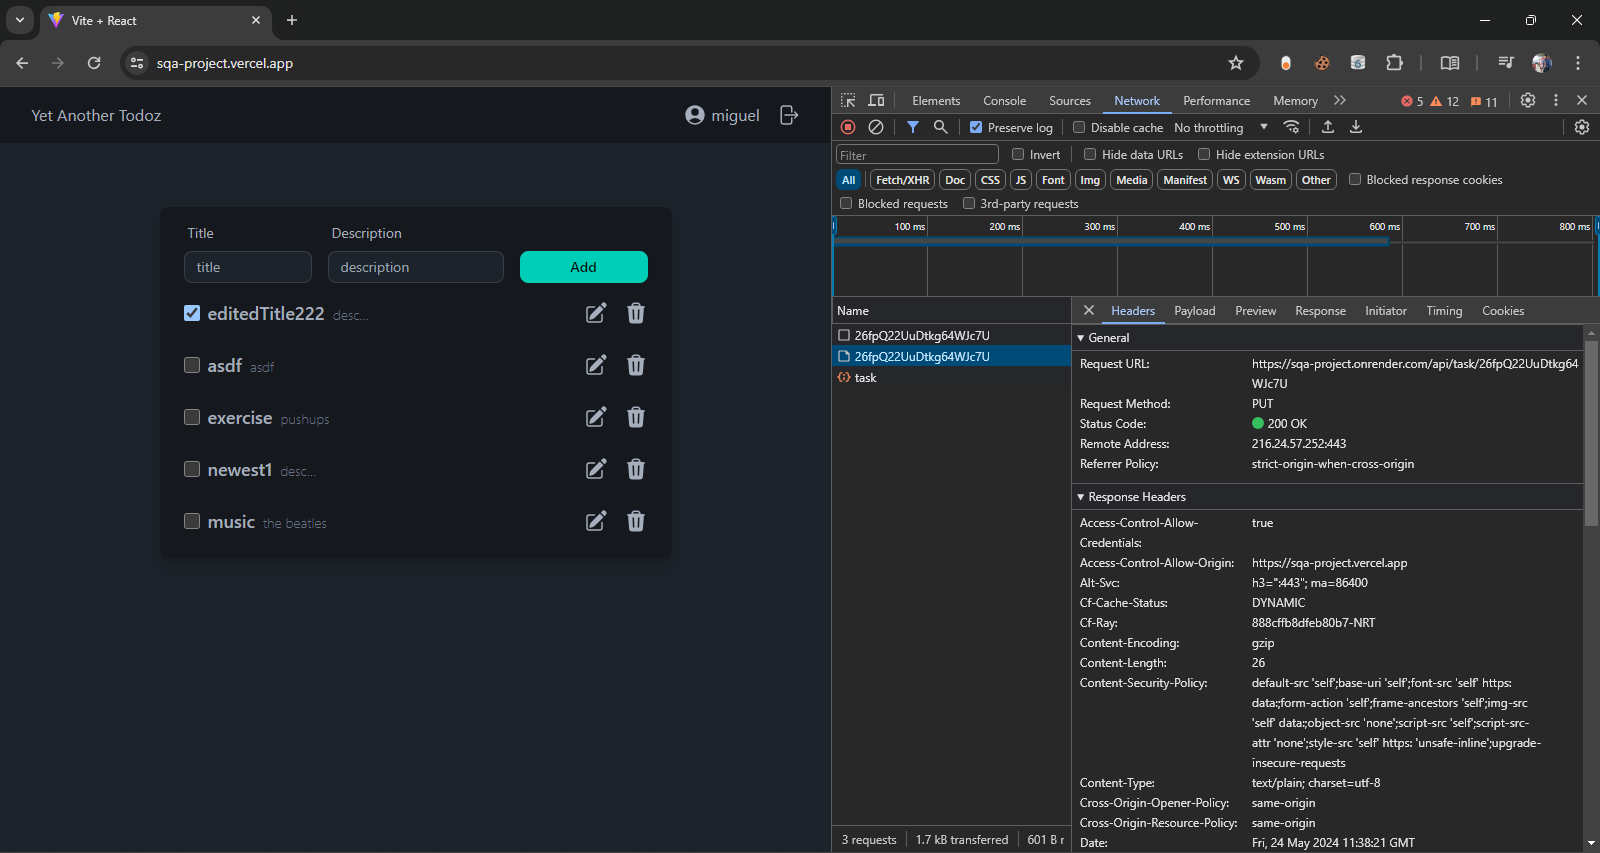 Vite + React
sqa-project.vercel.app
Yet Another Todoz
miguel
Title
Description
title
description
Add
editedTitle222 desc...
asdf asdf
exercise pushups
newest1 desc...
music the beatles
Elements Console Sources Network Performance Memory
5 12 11
Preserve log Disable cache No throttling
Filter
Invert Hide data URLs Hide extension URLs
All Fetch/XHR Doc CSS JS Font Img Media Manifest WS Wasm Other Blocked response cookies
Blocked requests 3rd-party requests
100 ms 200 ms 300 ms 400 ms 500 ms 600 ms 700 ms 800 ms
Name
26fpQ22UuDtkg64WJc7U
26fpQ22UuDtkg64WJc7U
task
3 requests 1.7 kB transferred 601 B r
Headers Payload Preview Response Initiator Timing Cookies
General
Request URL: https://sqa-project.onrender.com/api/task/26fpQ22UuDtkg64
WJc7U
Request Method: PUT
Status Code: 200 OK
Remote Address: 216.24.57.252:443
Referrer Policy: strict-origin-when-cross-origin
Response Headers
Access-Control-Allow- true
Credentials:
Access-Control-Allow-Origin: https://sqa-project.vercel.app
Alt-Svc: h3=":443"; ma=86400
Cf-Cache-Status: DYNAMIC
Cf-Ray: 888cffb8dfeb80b7-NRT
Content-Encoding: gzip
Content-Length: 26
Content-Security-Policy: default-src 'self';base-uri 'self';font-src 'self' https:
data:;form-action 'self';frame-ancestors 'self';img-src
'self' data:;object-src 'none';script-src 'self';script-src-
attr 'none';style-src 'self' https: 'unsafe-inline';upgrade-
insecure-requests
Content-Type: text/plain; charset=utf-8
Cross-Origin-Opener-Policy: same-origin
Cross-Origin-Resource-Policy: same-origin
Date: Fri, 24 May 2024 11:38:21 GMT